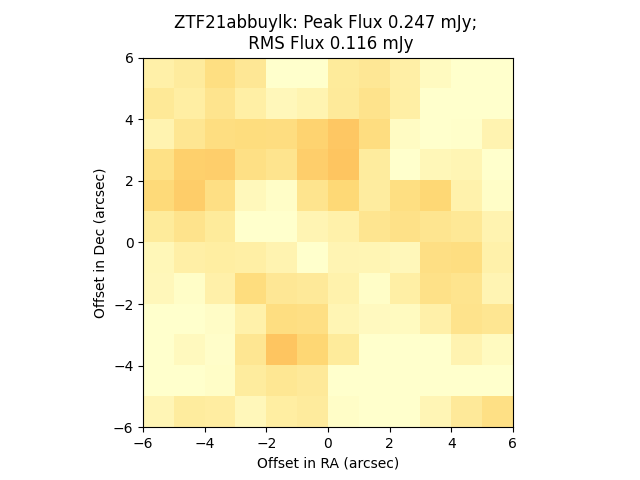 ZTF21abbuylk: Peak Flux 0.247 mJy;
RMS Flux 0.116 mJy
6
4
2
0
−2
−4
−6
Offset in Dec (arcsec)
−6 −4 −2 0 2 4 6
Offset in RA (arcsec)